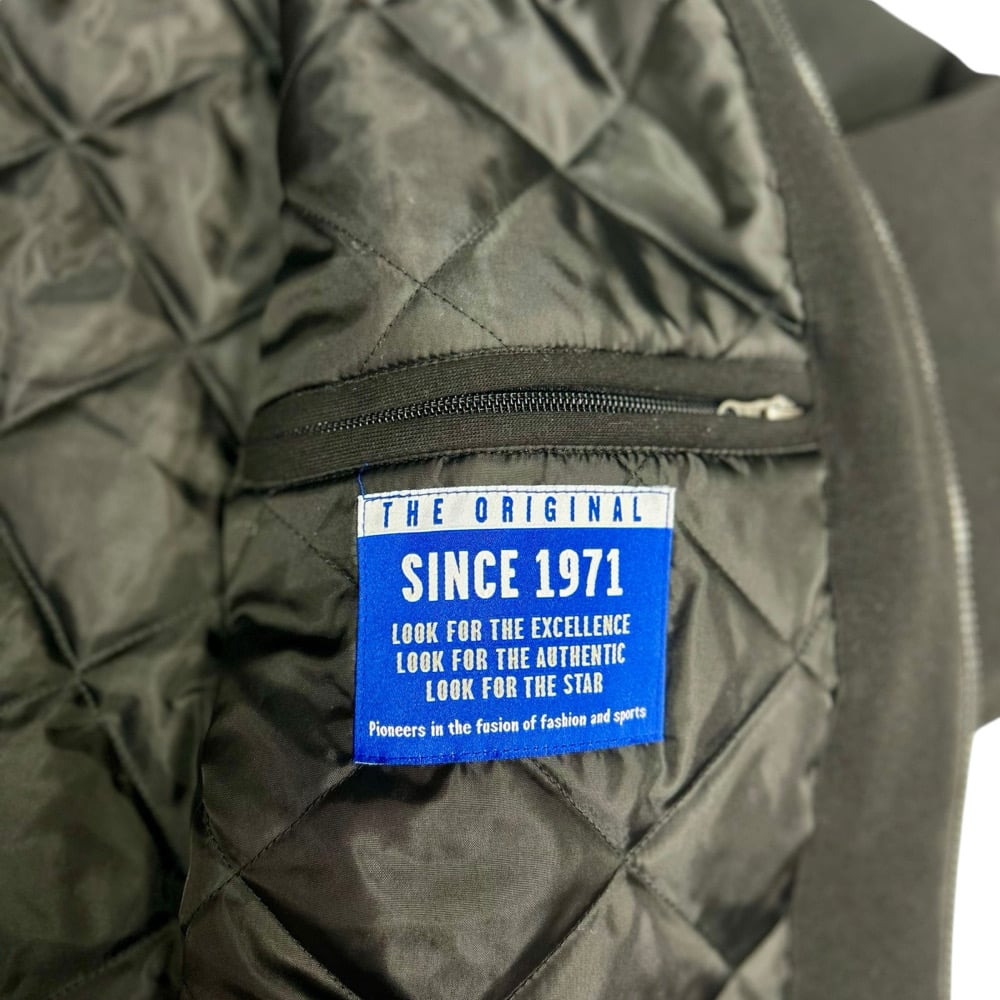 THE ORIGINAL
SINCE 1971
LOOK FOR THE EXCELLENCE
LOOK FOR THE AUTHENTIC
LOOK FOR THE STAR
Pioneers in the fusion of fashion and sports